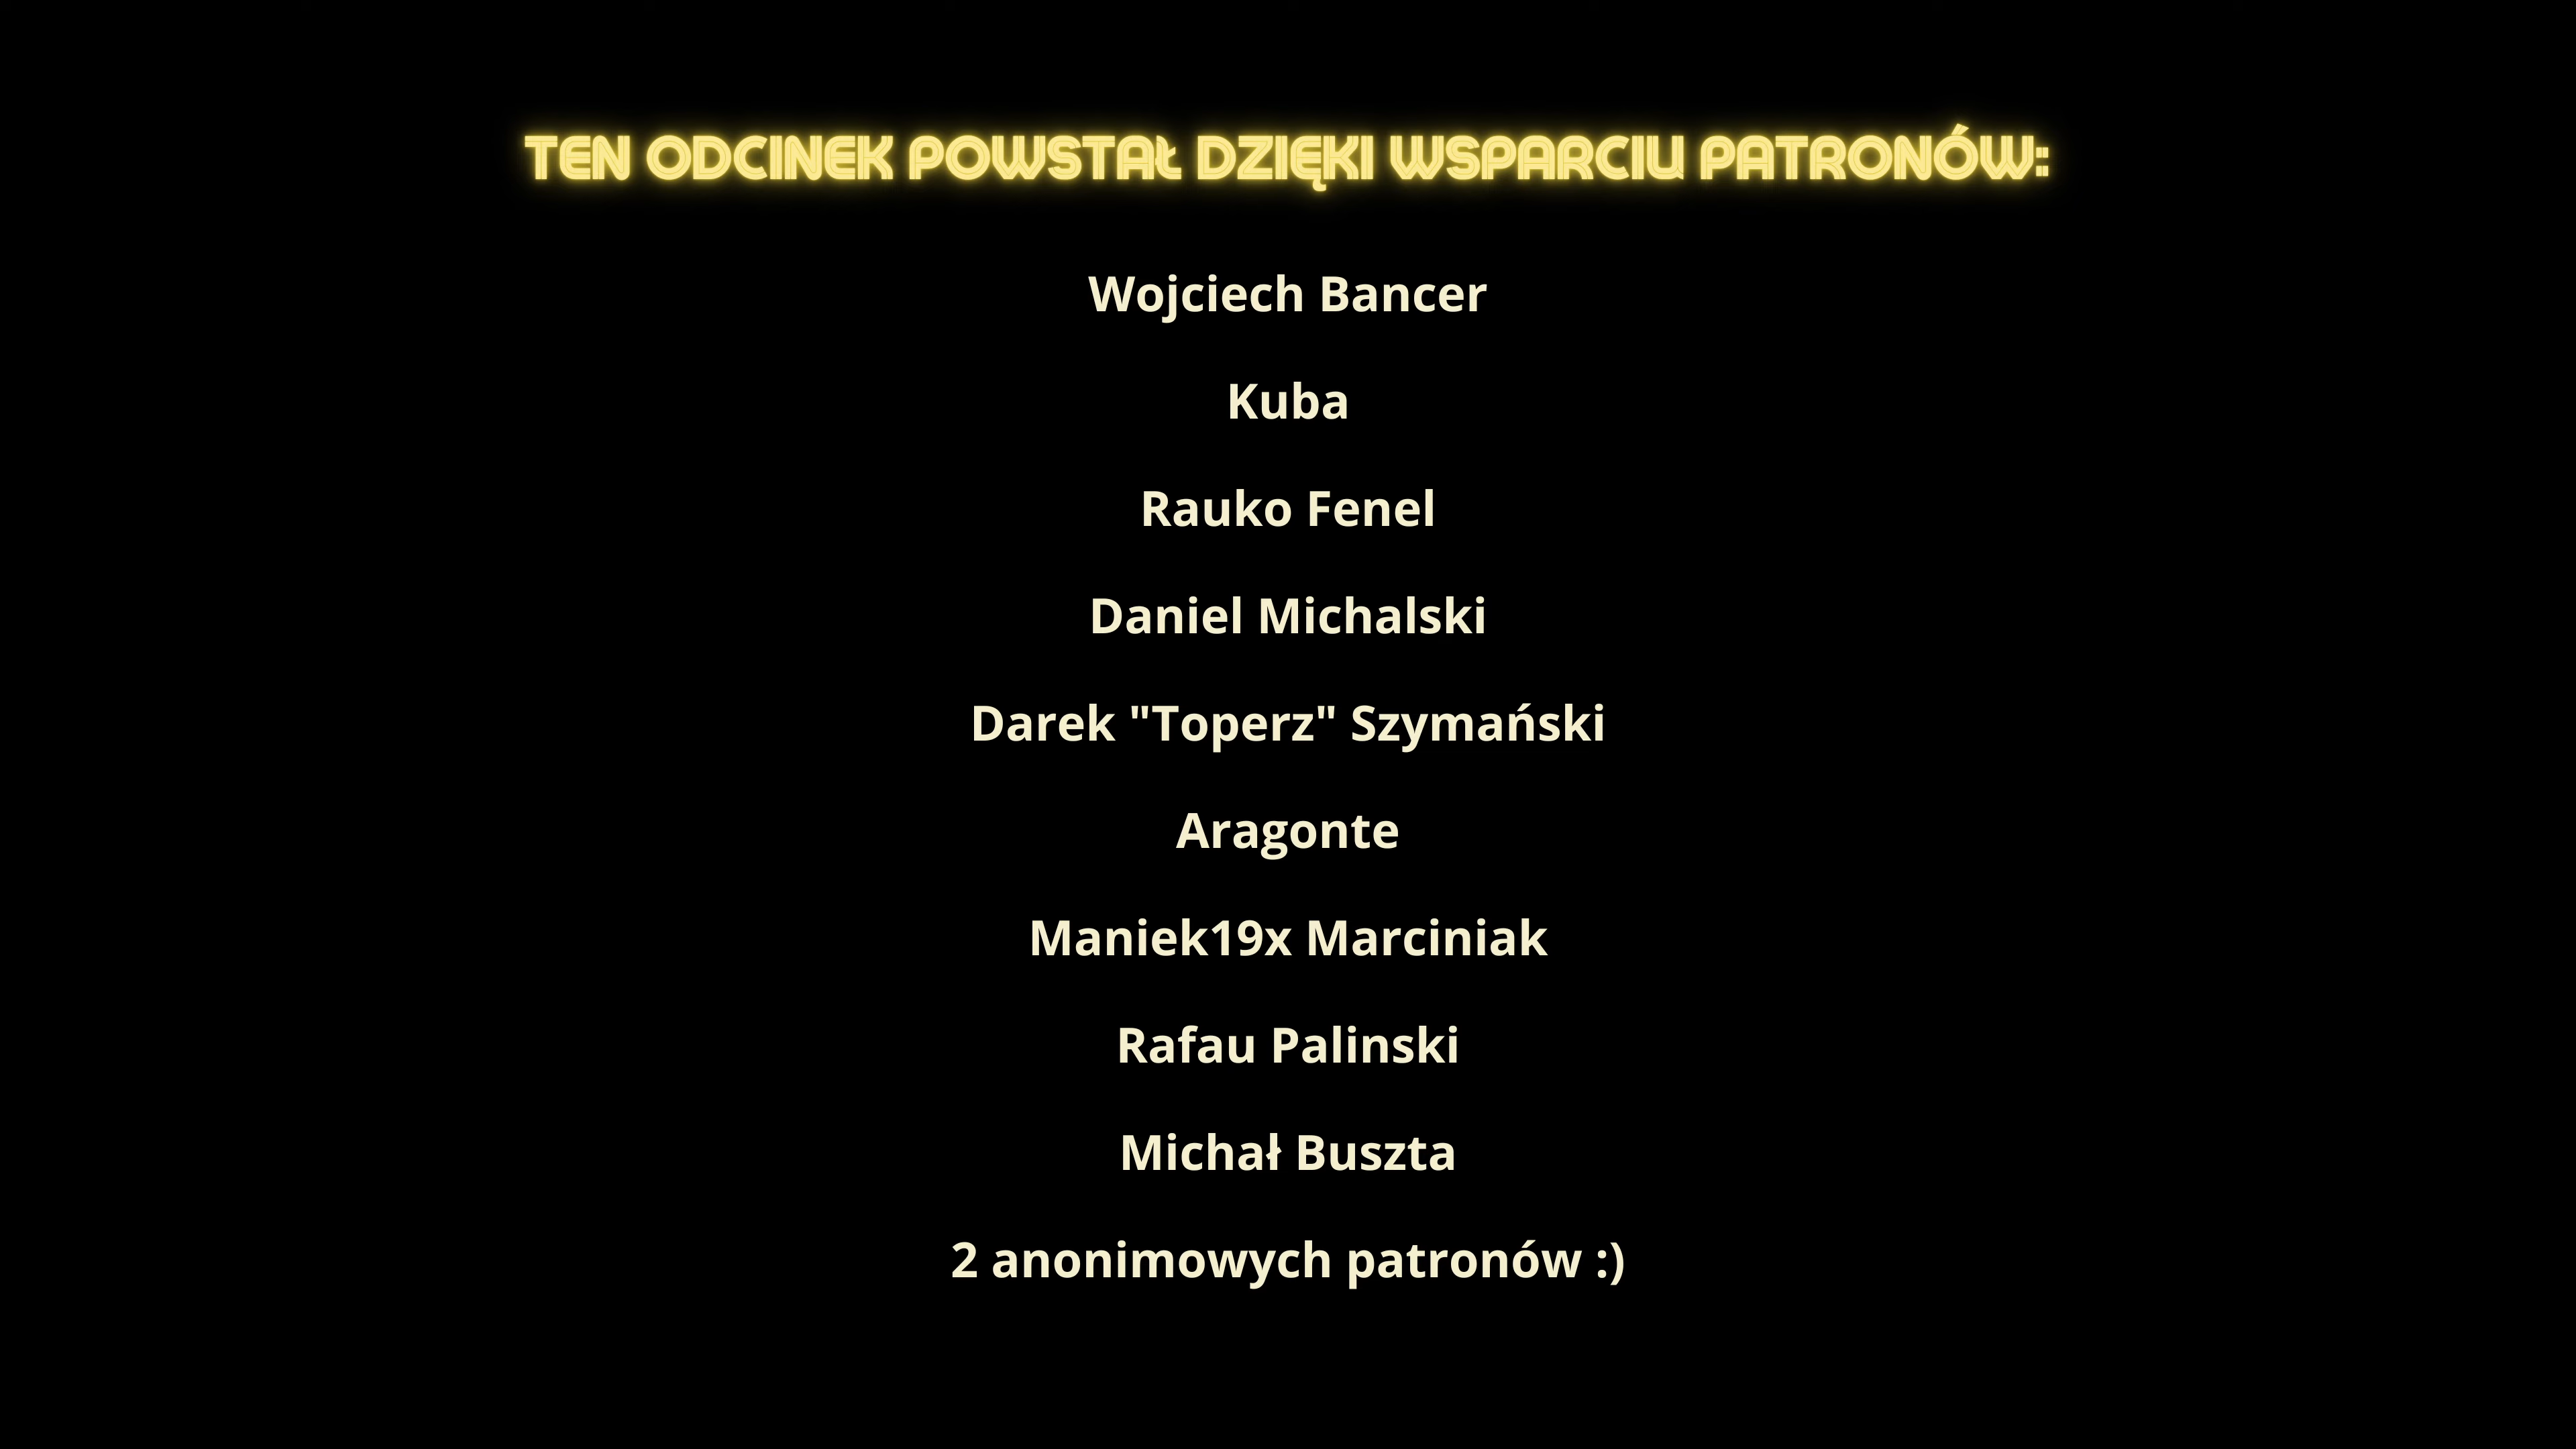 TEN ODCINEK POWSTAŁ DZIĘKI WSPARCIU PATRONÓW:
Wojciech Bancer
Kuba
Rauko Fenel
Daniel Michalski
Darek "Toperz" Szymański
Aragonte
Maniek19x Marciniak
Rafau Palinski
Michał Buszta
2 anonimowych patronów :)